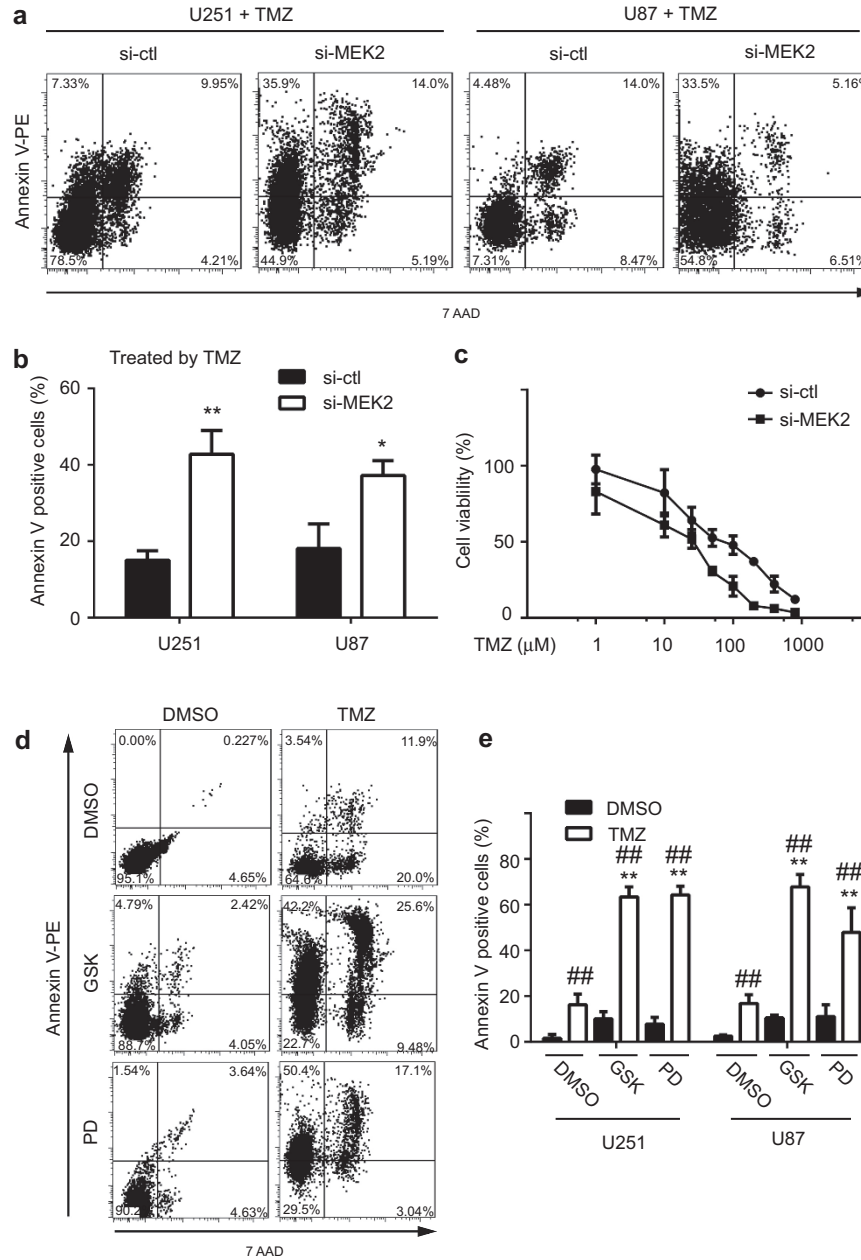 a
U251 + TMZ
U87 + TMZ
si-ctl
si-MEK2
si-ctl
si-MEK2
Annexin V-PE
7.33%
9.95%
78.5%
4.21%
35.9%
14.0%
44.9%
5.19%
4.48%
14.0%
7.31%
8.47%
33.5%
5.16%
54.8%
6.51%
7 AAD
b
Treated by TMZ
si-ctl
si-MEK2
Annexin V positive cells (%)
60
40
20
0
**
*
U251
U87
c
si-ctl
si-MEK2
Cell viablility (%)
100
50
0
TMZ (μM)
1
10
100
1000
d
DMSO
TMZ
Annexin V-PE
DMSO
0.00%
0.227%
95.1%
4.65%
3.54%
11.9%
64.6%
20.0%
GSK
4.79%
2.42%
88.7%
4.05%
42.2%
25.6%
22.7%
9.48%
PD
1.54%
3.64%
4.63%
50.4%
17.1%
29.5%
3.04%
7 AAD
e
DMSO
TMZ
Annexin V positive cells (%)
80
60
40
20
0
##
##
**
##
**
##
##
**
##
**
DMSO
GSK
PD
DMSO
GSK
PD
U251
U87